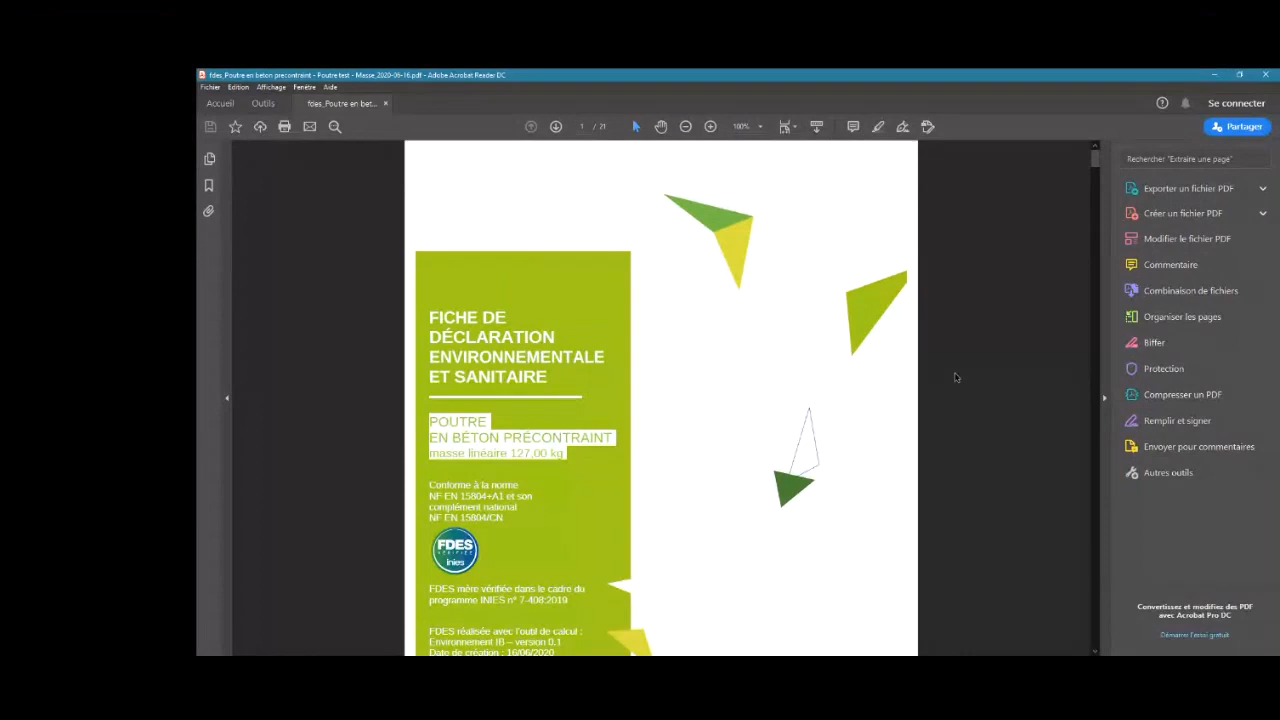 fdes_Poutre en béton precontraint - Poutre test - Masse_2020-09-16.pdf - Adobe Acrobat Reader DC
Fichier Edition Affichage Fenêtre Aide
Accueil Outils fdes_Poutre en bet... × Se connecter
1 / 21 100% Partager
Rechercher "Extraire une page"
Exporter un fichier PDF
Créer un fichier PDF
Modifier le fichier PDF
Commentaire
Combinaison de fichiers
Organiser les pages
Biffer
Protection
Compresser un PDF
Remplir et signer
Envoyer pour commentaires
Autres outils
Convertissez et modifiez des PDF
avec Acrobat Pro DC
Démarrer l'essai gratuit
FICHE DE
DÉCLARATION
ENVIRONNEMENTALE
ET SANITAIRE
POUTRE
EN BÉTON PRÉCONTRAINT
masse linéaire 127,00 kg
Conforme à la norme
NF EN 15804+A1 et son
complément national
NF EN 15804/CN
FDES
VÉRIFIÉE
inies
FDES mère vérifiée dans le cadre du
programme INIES n° 7-408:2019
FDES réalisée avec l'outil de calcul :
Environnement IB – version 0.1
Date de création : 16/06/2020